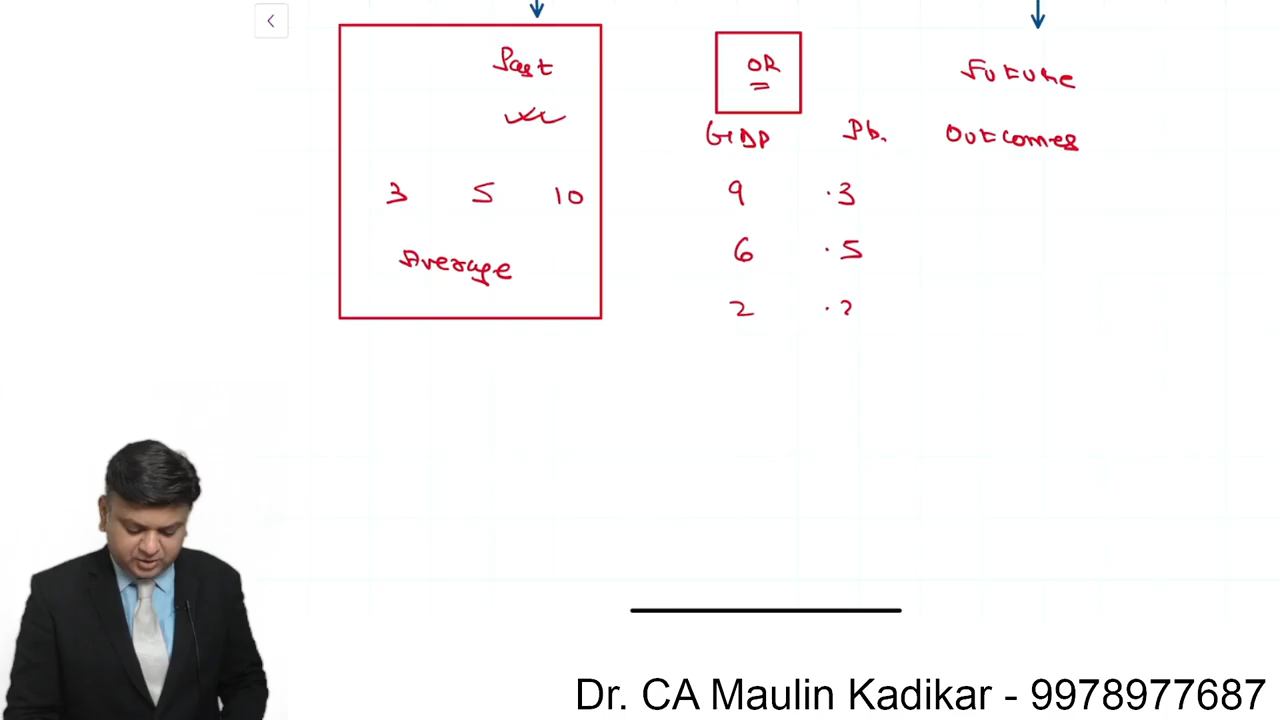 Past
3 5 10
Average
OR
GDP Pb. Outcomes
Future
9 .3
6 .5
2 .2
Dr. CA Maulin Kadikar - 9978977687